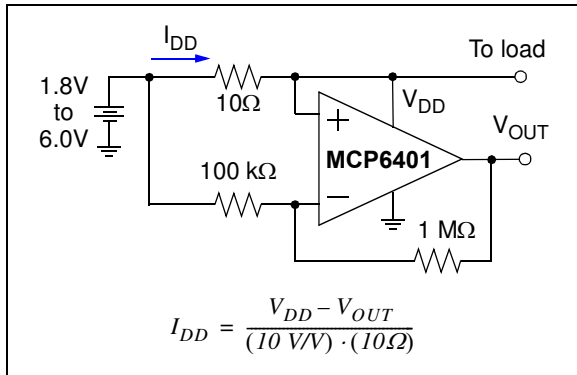 I_DD
To load
1.8V
to
6.0V
10Ω
V_DD
V_OUT
+
MCP6401
100 kΩ
–
1 MΩ
I_DD = (V_DD – V_OUT) / ((10 V/V) · (10Ω))